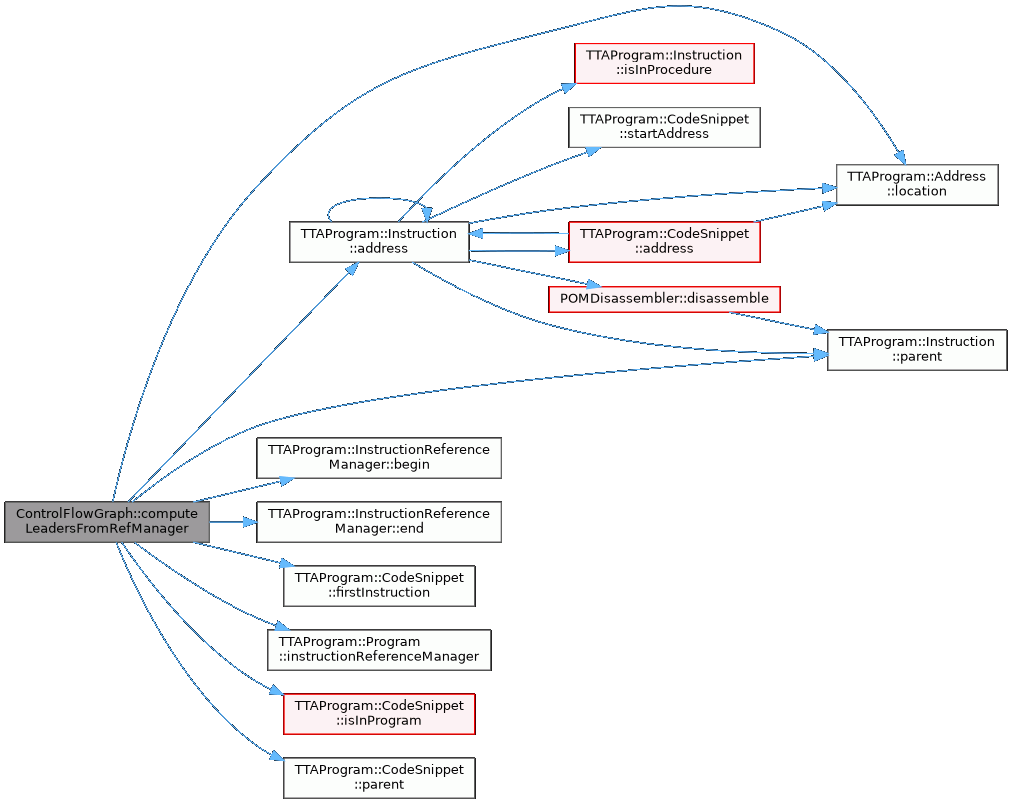 TTAProgram::Instruction
::isInProcedure
TTAProgram::CodeSnippet
::startAddress
TTAProgram::Address
::location
TTAProgram::Instruction
::address
TTAProgram::CodeSnippet
::address
POMDisassembler::disassemble
TTAProgram::Instruction
::parent
TTAProgram::InstructionReference
Manager::begin
ControlFlowGraph::compute
LeadersFromRefManager
TTAProgram::InstructionReference
Manager::end
TTAProgram::CodeSnippet
::firstInstruction
TTAProgram::Program
::instructionReferenceManager
TTAProgram::CodeSnippet
::isInProgram
TTAProgram::CodeSnippet
::parent